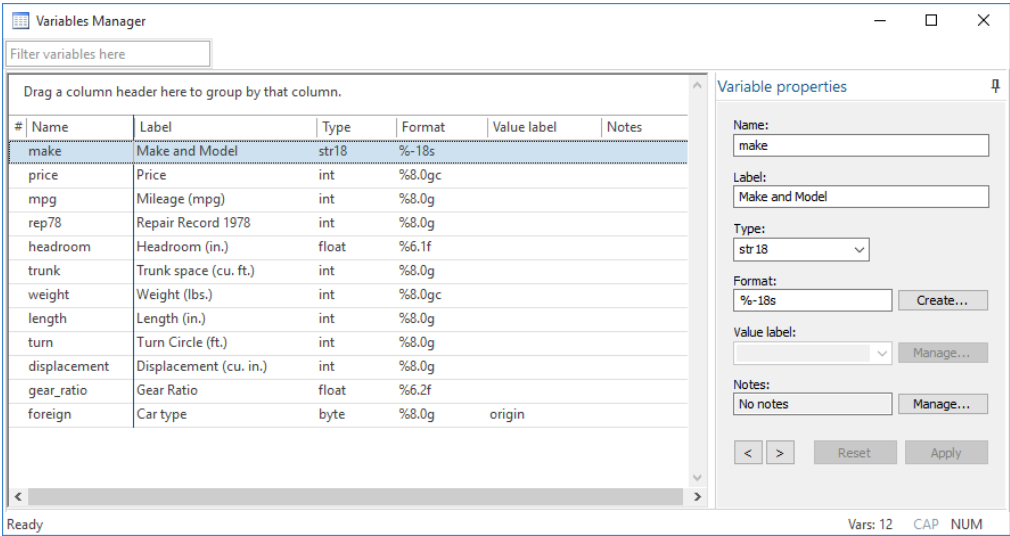 Variables Manager
Filter variables here
Drag a column header here to group by that column.
# Name Label Type Format Value label Notes
make Make and Model str18 %-18s
price Price int %8.0gc
mpg Mileage (mpg) int %8.0g
rep78 Repair Record 1978 int %8.0g
headroom Headroom (in.) float %6.1f
trunk Trunk space (cu. ft.) int %8.0g
weight Weight (lbs.) int %8.0gc
length Length (in.) int %8.0g
turn Turn Circle (ft.) int %8.0g
displacement Displacement (cu. in.) int %8.0g
gear_ratio Gear Ratio float %6.2f
foreign Car type byte %8.0g origin
Variable properties
Name:
make
Label:
Make and Model
Type:
str18
Format:
%-18s Create...
Value label:
Manage...
Notes:
No notes Manage...
< > Reset Apply
Ready Vars: 12 CAP NUM